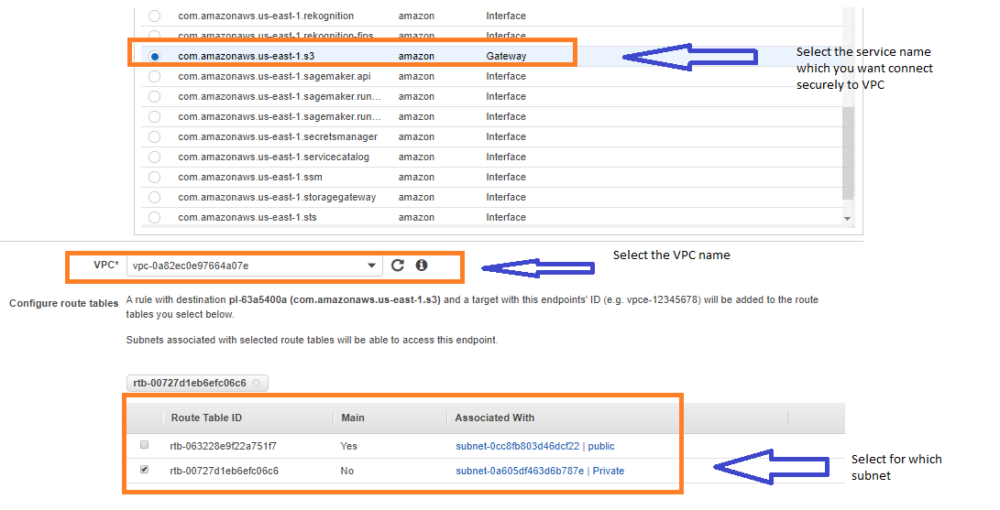 com.amazonaws.us-east-1.rekognition amazon Interface
com.amazonaws.us-east-1.rekognition-fips amazon Interface
com.amazonaws.us-east-1.s3 amazon Gateway
Select the service name
which you want connect
securely to VPC
com.amazonaws.us-east-1.sagemaker.api amazon Interface
com.amazonaws.us-east-1.sagemaker.run… amazon Interface
com.amazonaws.us-east-1.sagemaker.run… amazon Interface
com.amazonaws.us-east-1.secretsmanager amazon Interface
com.amazonaws.us-east-1.servicecatalog amazon Interface
com.amazonaws.us-east-1.ssm amazon Interface
com.amazonaws.us-east-1.storagegateway amazon Interface
com.amazonaws.us-east-1.sts amazon Interface
VPC* vpc-0a82ec0e97664a07e
Select the VPC name
Configure route tables A rule with destination pl-63a5400a (com.amazonaws.us-east-1.s3) and a target with this endpoints' ID (e.g. vpce-12345678) will be added to the route
tables you select below.
Subnets associated with selected route tables will be able to access this endpoint.
rtb-00727d1eb6efc06c6
Route Table ID Main Associated With
rtb-063228e9f22a751f7 Yes subnet-0cc8fb803d46dcf22 | public
rtb-00727d1eb6efc06c6 No subnet-0a605df463d6b787e | Private
Select for which
subnet